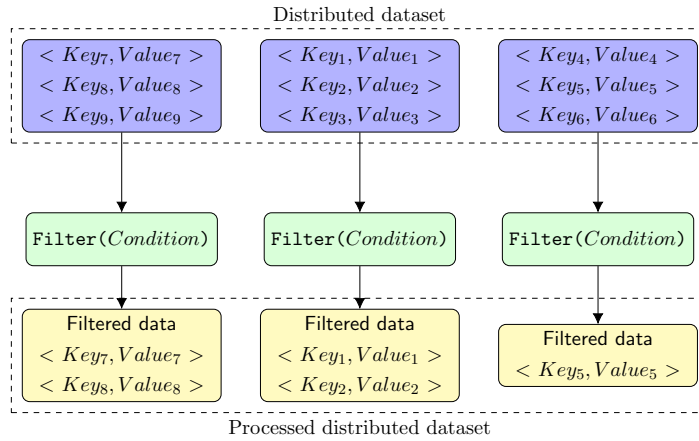 Distributed dataset
< Key₇, Value₇ >
< Key₈, Value₈ >
< Key₉, Value₉ >
< Key₁, Value₁ >
< Key₂, Value₂ >
< Key₃, Value₃ >
< Key₄, Value₄ >
< Key₅, Value₅ >
< Key₆, Value₆ >
Filter(Condition)
Filter(Condition)
Filter(Condition)
Filtered data
< Key₇, Value₇ >
< Key₈, Value₈ >
Filtered data
< Key₁, Value₁ >
< Key₂, Value₂ >
Filtered data
< Key₅, Value₅ >
Processed distributed dataset